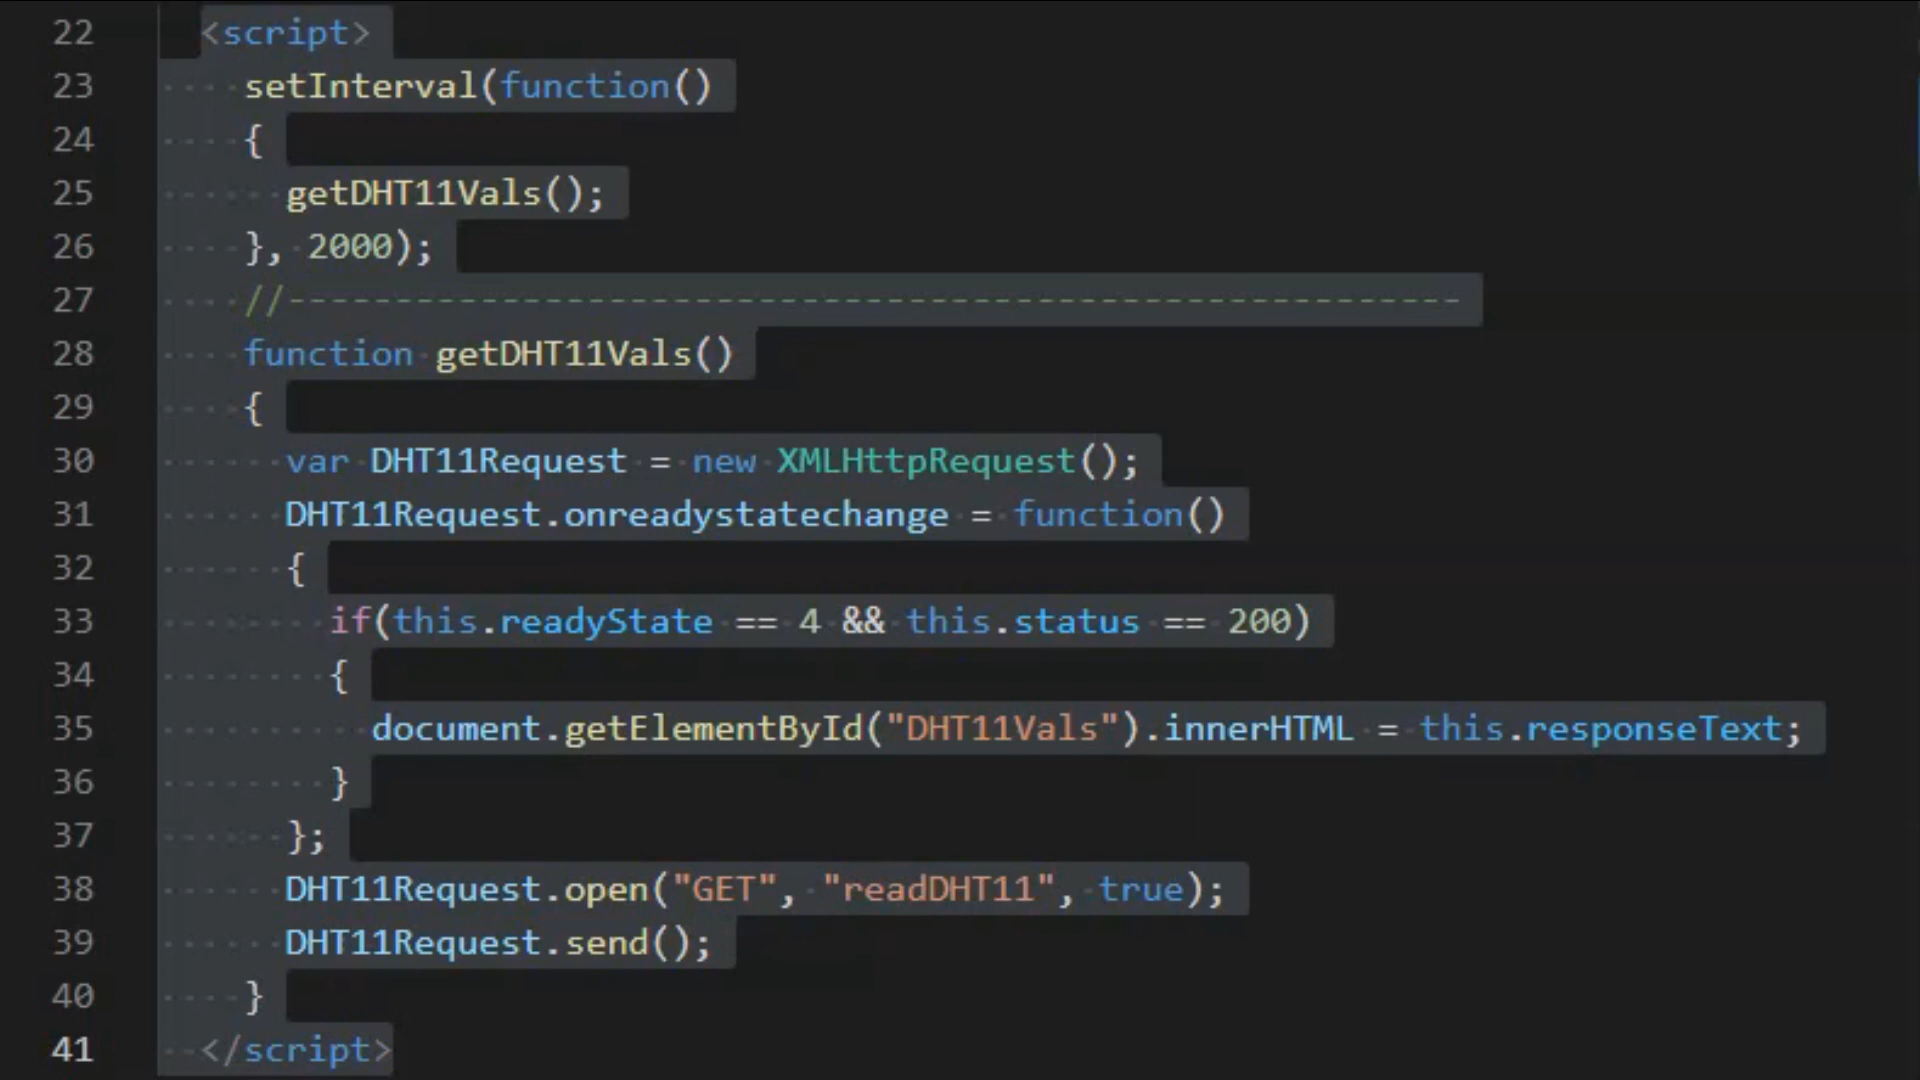 22 <script>
23 setInterval(function()
24 {
25 getDHT11Vals();
26 }, 2000);
27 //-------------------------------------------------------
28 function getDHT11Vals()
29 {
30 var DHT11Request = new XMLHttpRequest();
31 DHT11Request.onreadystatechange = function()
32 {
33 if(this.readyState == 4 && this.status == 200)
34 {
35 document.getElementById("DHT11Vals").innerHTML = this.responseText;
36 }
37 };
38 DHT11Request.open("GET", "readDHT11", true);
39 DHT11Request.send();
40 }
41 </script>